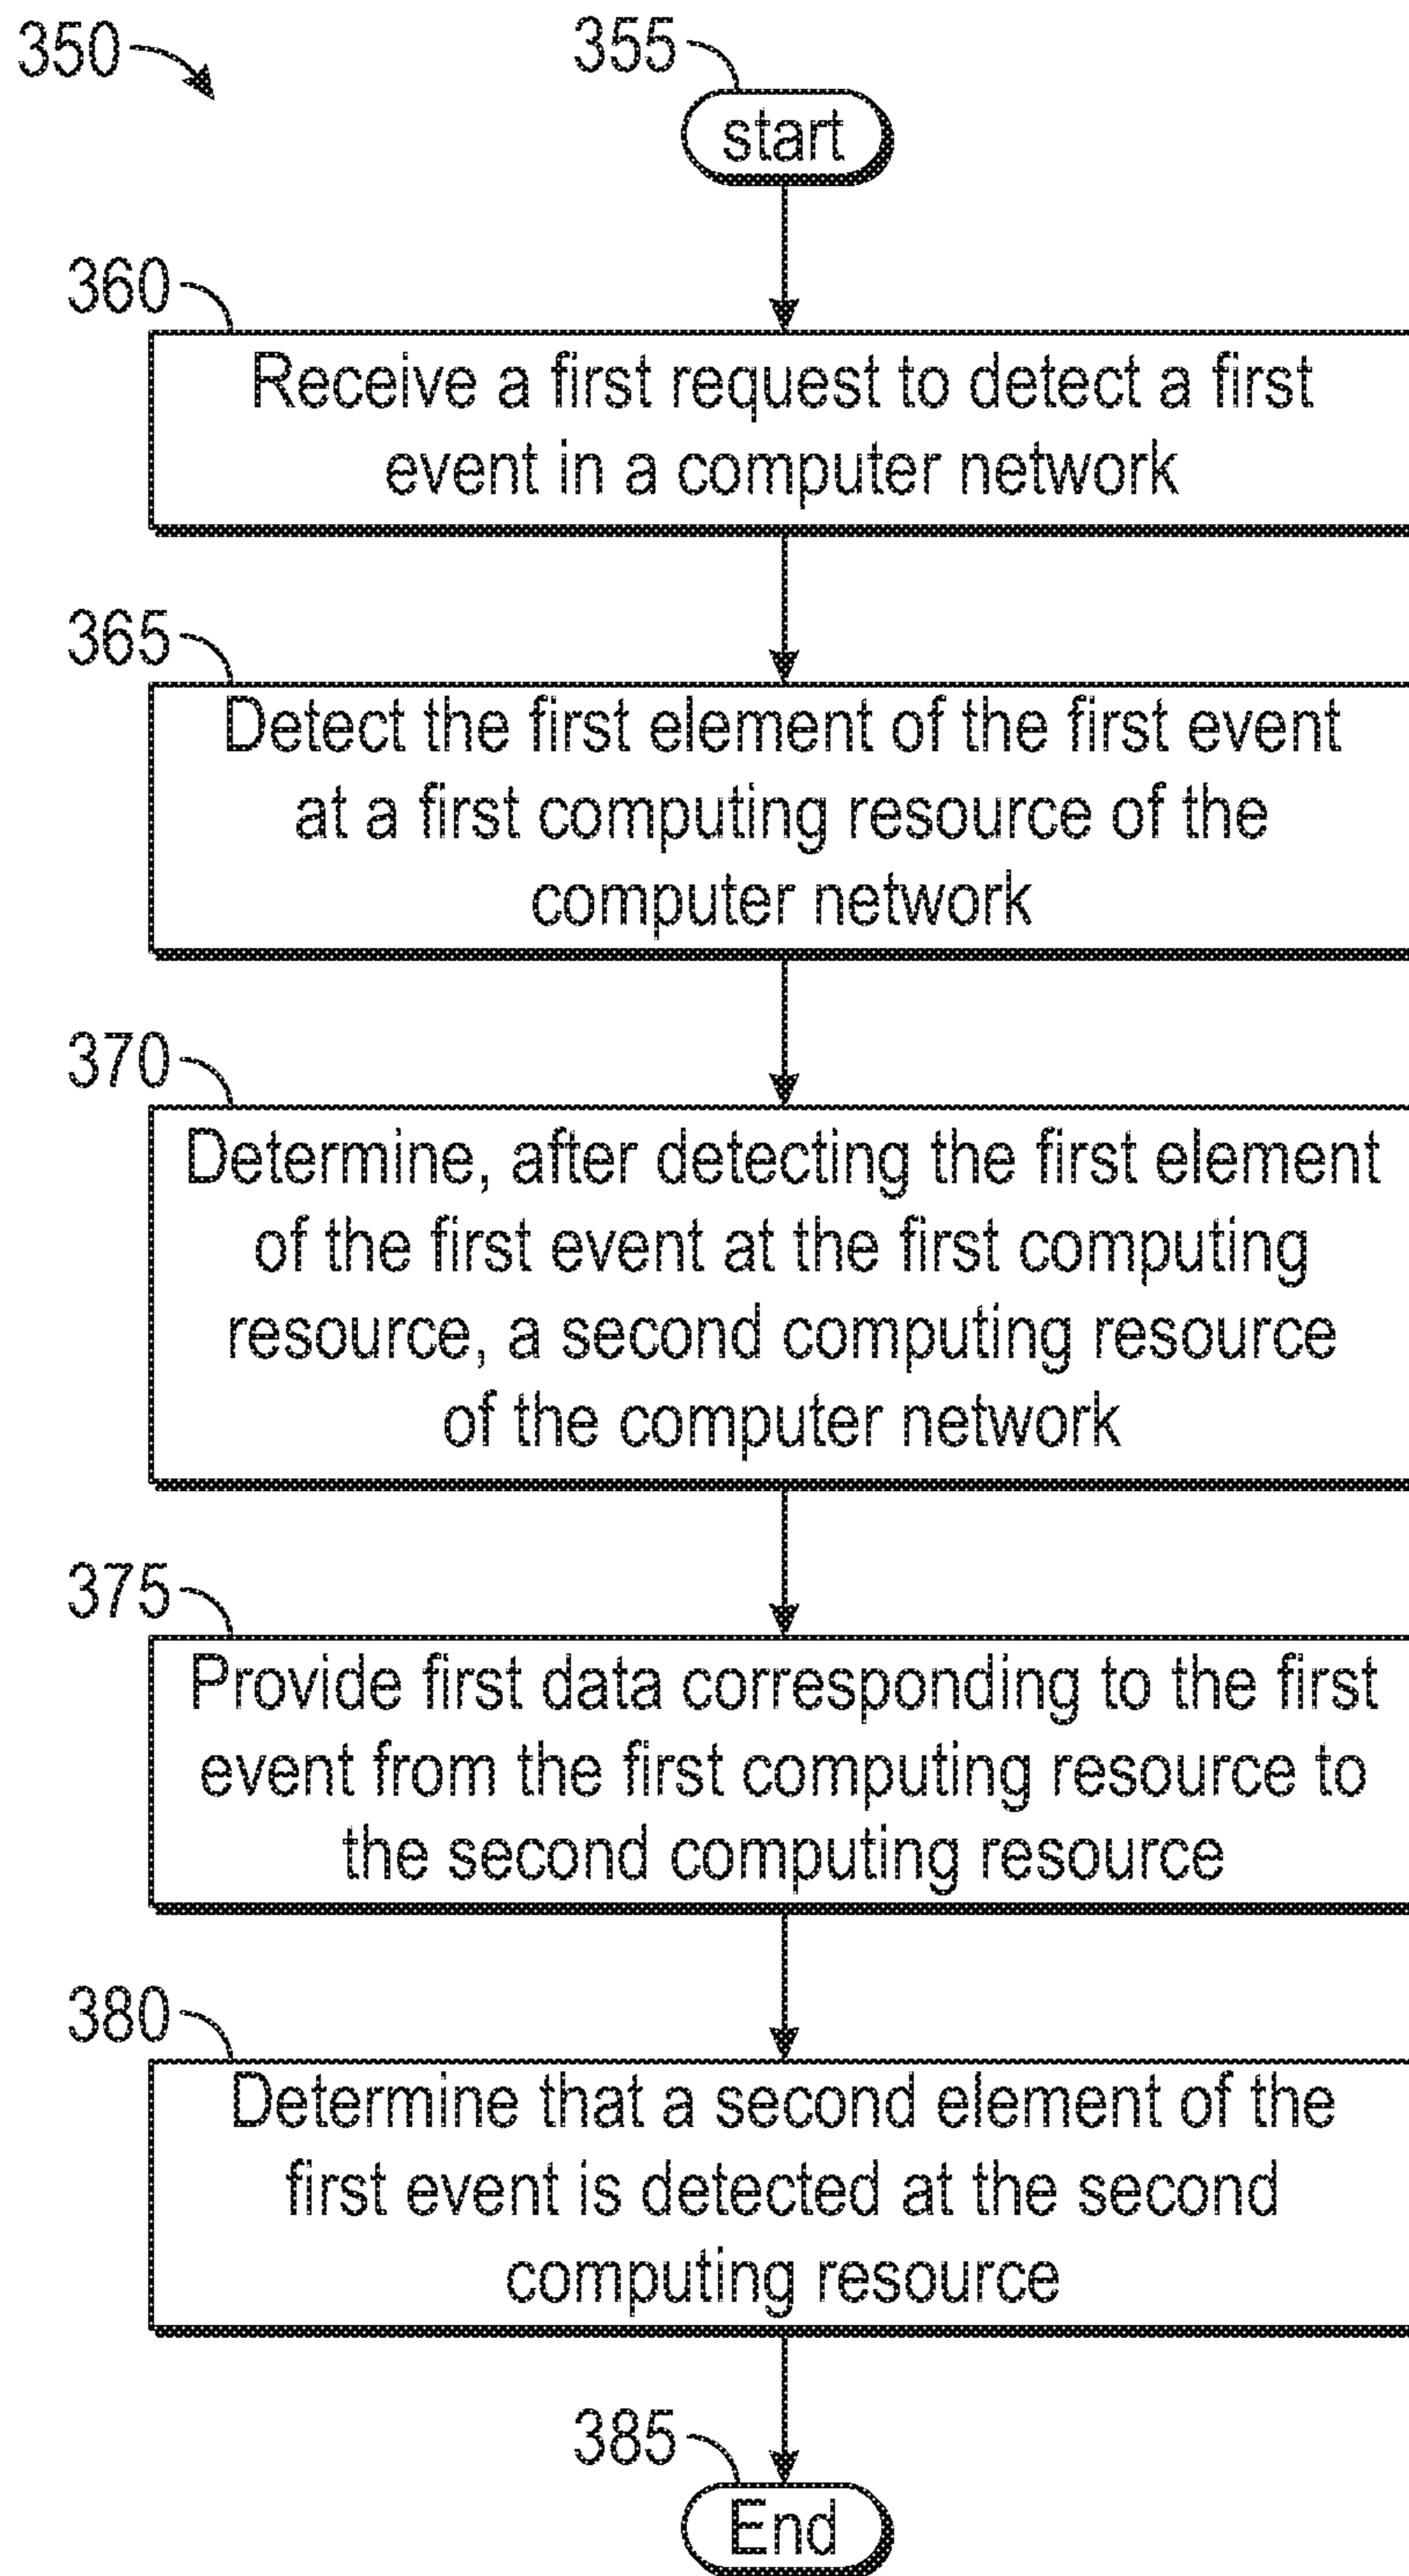 350
355
start
360
Receive a first request to detect a first
event in a computer network
365
Detect the first element of the first event
at a first computing resource of the
computer network
370
Determine, after detecting the first element
of the first event at the first computing
resource, a second computing resource
of the computer network
375
Provide first data corresponding to the first
event from the first computing resource to
the second computing resource
380
Determine that a second element of the
first event is detected at the second
computing resource
385
End